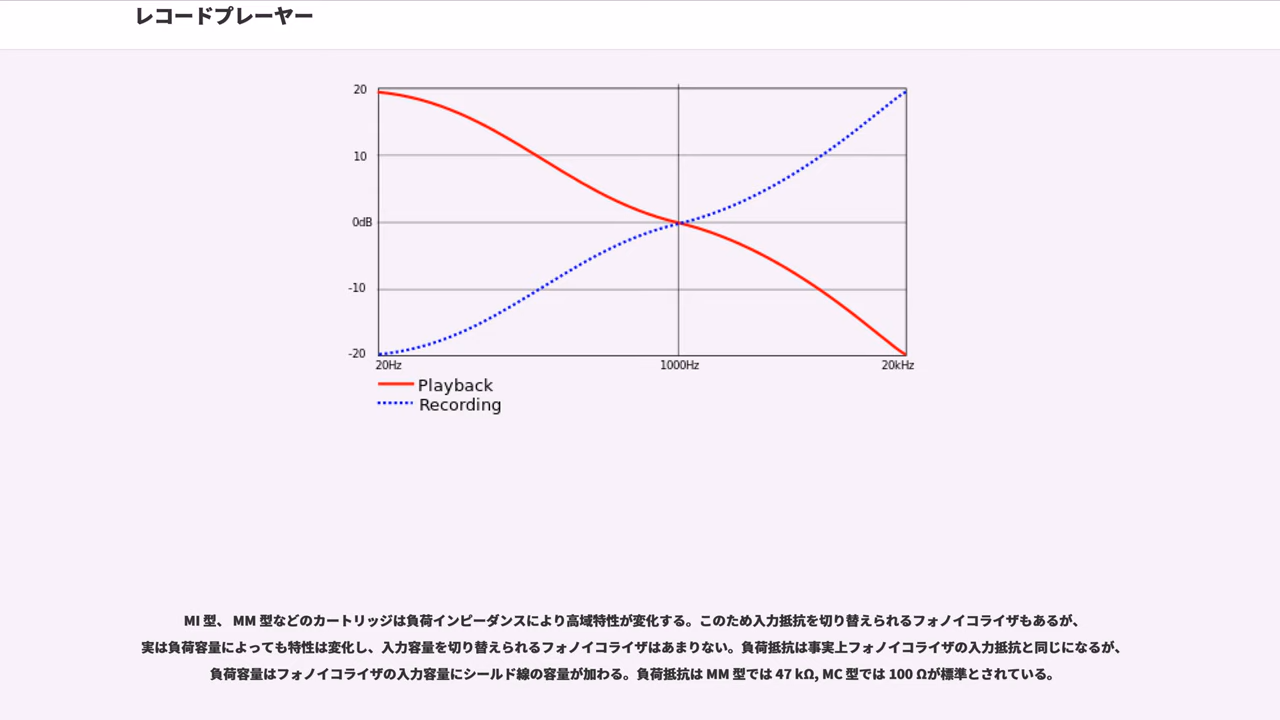 レコードプレーヤー
20
10
0dB
-10
-20
20Hz 1000Hz 20kHz
Playback
Recording
MI 型、 MM 型などのカートリッジは負荷インピーダンスにより高域特性が変化する。このため入力抵抗を切り替えられるフォノイコライザもあるが、
実は負荷容量によっても特性は変化し、入力容量を切り替えられるフォノイコライザはあまりない。負荷抵抗は事実上フォノイコライザの入力抵抗と同じになるが、
負荷容量はフォノイコライザの入力容量にシールド線の容量が加わる。負荷抵抗は MM 型では 47 kΩ, MC 型では 100 Ωが標準とされている。